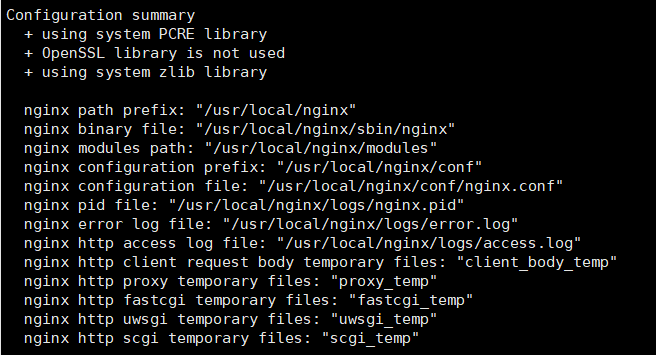 Configuration summary
+ using system PCRE library
+ OpenSSL library is not used
+ using system zlib library
nginx path prefix: "/usr/local/nginx"
nginx binary file: "/usr/local/nginx/sbin/nginx"
nginx modules path: "/usr/local/nginx/modules"
nginx configuration prefix: "/usr/local/nginx/conf"
nginx configuration file: "/usr/local/nginx/conf/nginx.conf"
nginx pid file: "/usr/local/nginx/logs/nginx.pid"
nginx error log file: "/usr/local/nginx/logs/error.log"
nginx http access log file: "/usr/local/nginx/logs/access.log"
nginx http client request body temporary files: "client_body_temp"
nginx http proxy temporary files: "proxy_temp"
nginx http fastcgi temporary files: "fastcgi_temp"
nginx http uwsgi temporary files: "uwsgi_temp"
nginx http scgi temporary files: "scgi_temp"